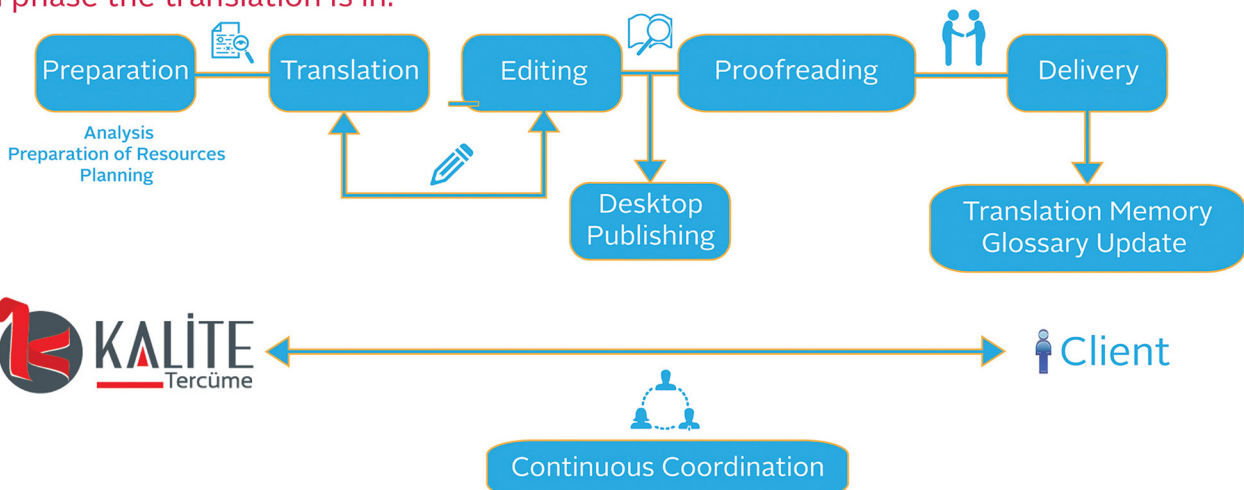 phase the translation is in.
Preparation
Translation
Editing
Proofreading
Delivery
Analysis
Preparation of Resources
Planning
Desktop
Publishing
Translation Memory
Glossary Update
KALİTE
Tercüme
Client
Continuous Coordination